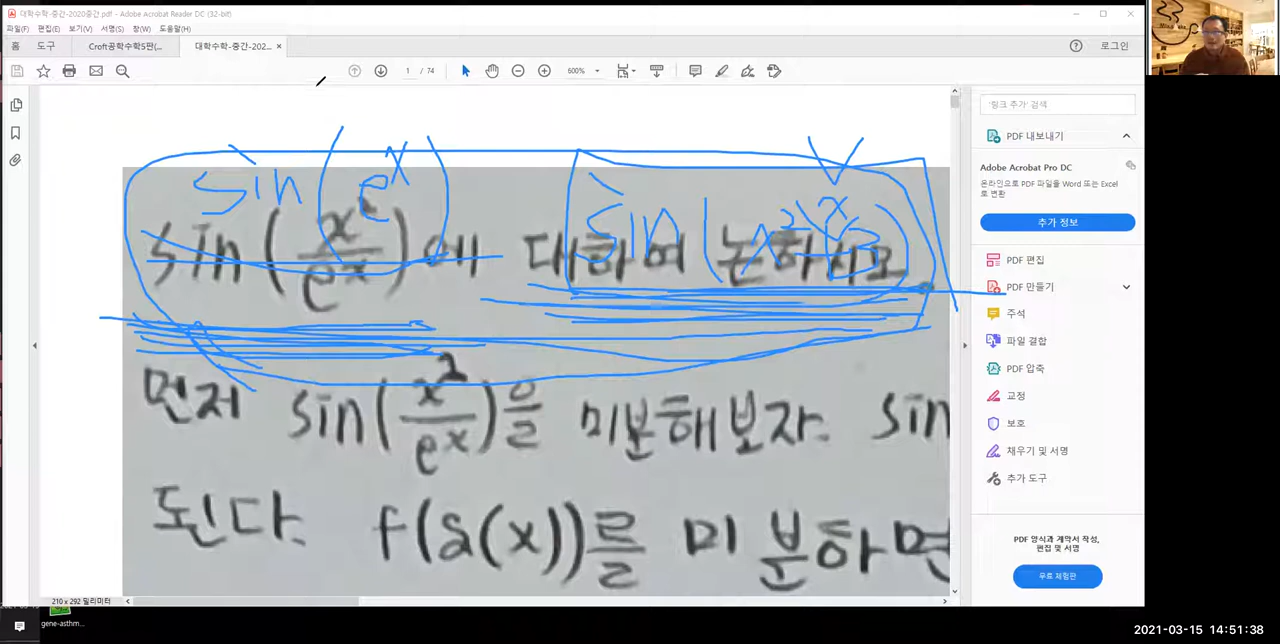 대학수학-중간-2020중간.pdf - Adobe Acrobat Reader DC (32-bit)
파일(F) 편집(E) 보기(V) 서명(S) 창(W) 도움말(H)
홈 도구 Croft공학수학5판(... 대학수학-중간-202... × 로그인
1 / 74 600%
'링크 추가' 검색
PDF 내보내기
Adobe Acrobat Pro DC
온라인으로 PDF 파일을 Word 또는 Excel
로 변환
추가 정보
PDF 편집
PDF 만들기
주석
파일 결합
PDF 압축
교정
보호
채우기 및 서명
추가 도구
PDF 양식과 계약서 작성,
편집 및 서명
무료 체험판
sin(e^x)
sin(x²/e^x)에 대하여 논하시오
먼저 sin(x²/e^x)을 미분해보자. sin
된다. f(g(x))를 미분하면
210 x 292 밀리미터
gene-asthm...
2021-03-15 14:51:38